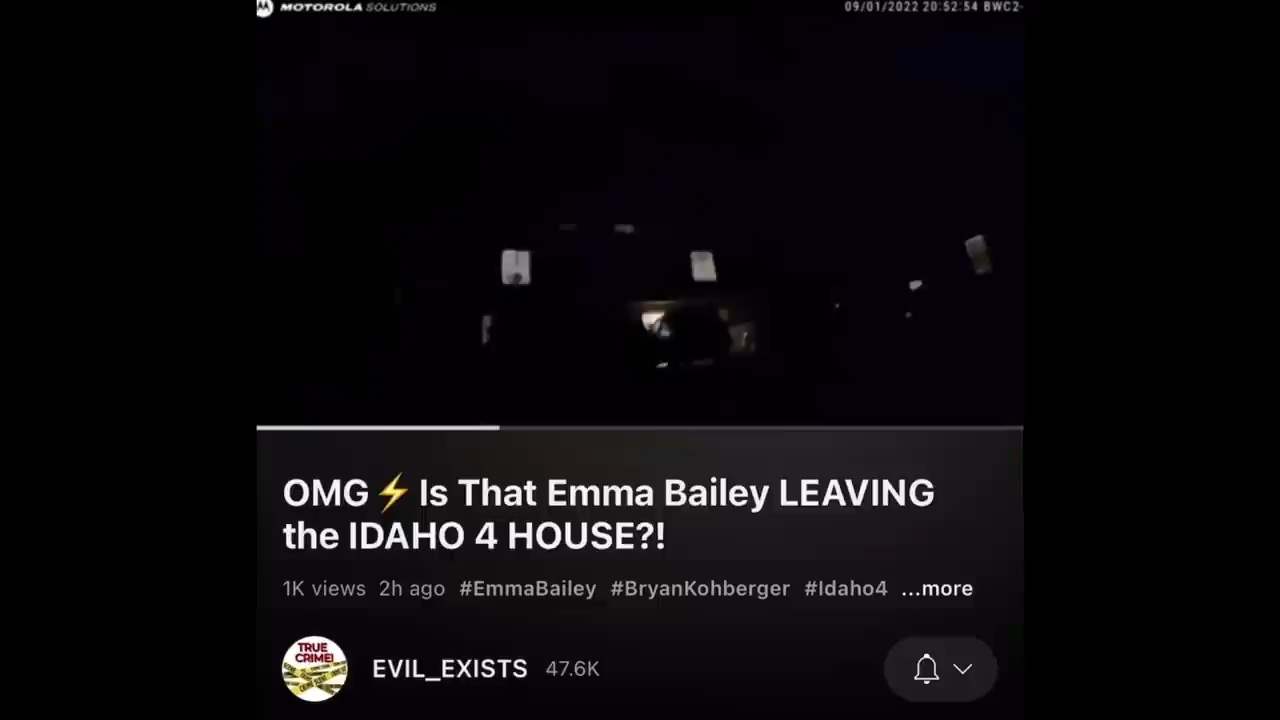 MOTOROLA SOLUTIONS
09/01/2022 20:52:54 BWC2-
OMG⚡Is That Emma Bailey LEAVING
the IDAHO 4 HOUSE?!
1K views 2h ago #EmmaBailey #BryanKohberger #Idaho4 ...more
TRUE
CRIME!
EVIL_EXISTS 47.6K